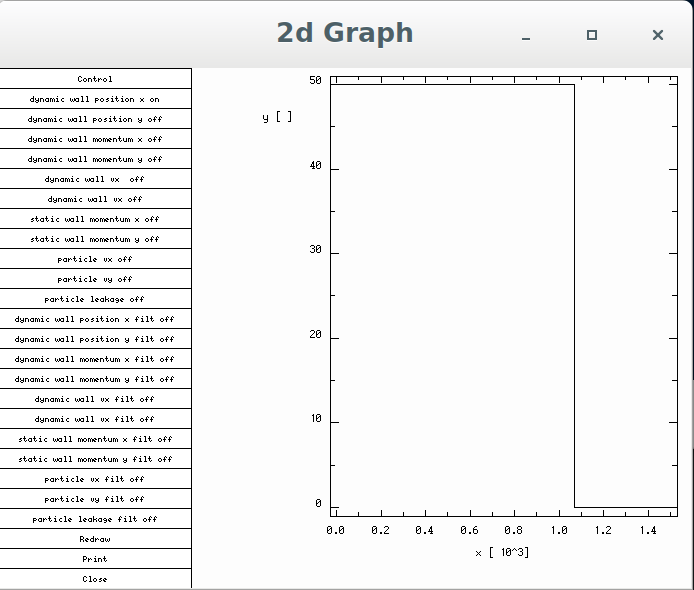 2d Graph
Control
dynamic wall position x on
dynamic wall position y off
dynamic wall momentum x off
dynamic wall momentum y off
dynamic wall vx  off
dynamic wall vx off
static wall momentum x off
static wall momentum y off
particle vx off
particle vy off
particle leakage off
dynamic wall position x filt off
dynamic wall position y filt off
dynamic wall momentum x filt off
dynamic wall momentum y filt off
dynamic wall vx filt off
dynamic wall vx filt off
static wall momentum x filt off
static wall momentum y filt off
particle vx filt off
particle vy filt off
particle leakage filt off
Redraw
Print
Close
y [ ]
50
40
30
20
10
0
0.0 0.2 0.4 0.6 0.8 1.0 1.2 1.4
x [ 10^3]